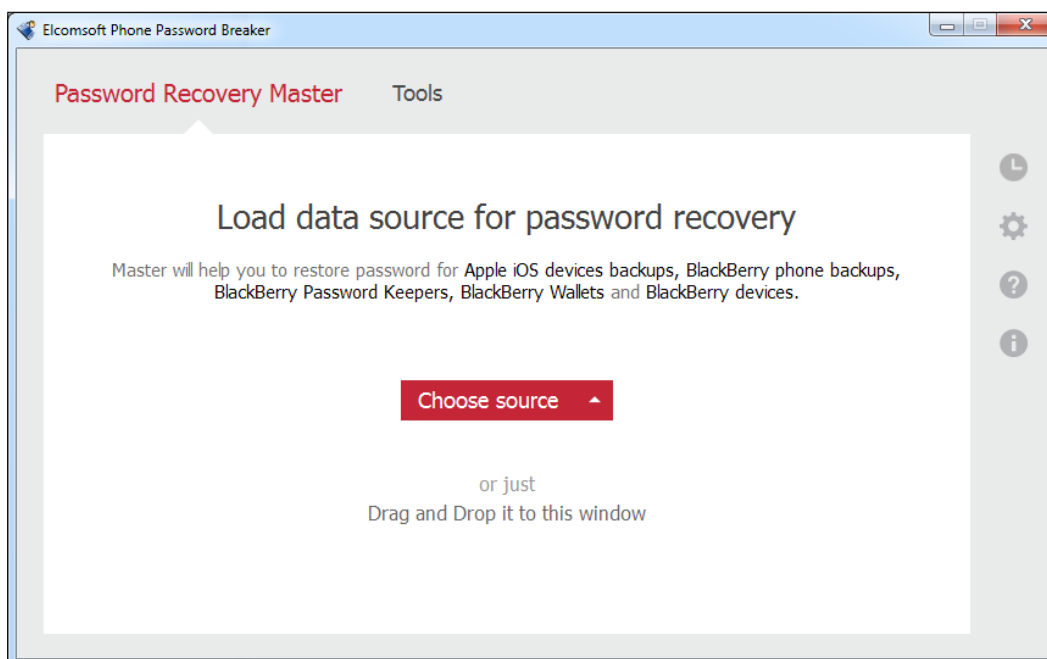 Elcomsoft Phone Password Breaker
Password Recovery Master Tools
Load data source for password recovery
Master will help you to restore password for Apple iOS devices backups, BlackBerry phone backups,
BlackBerry Password Keepers, BlackBerry Wallets and BlackBerry devices.
Choose source
or just
Drag and Drop it to this window